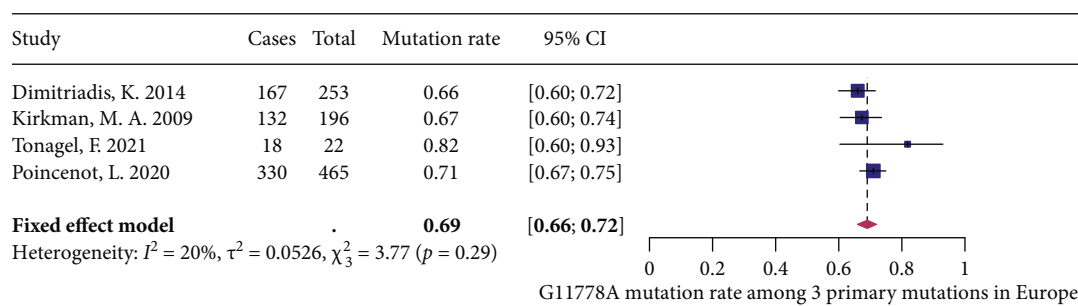 Study Cases Total Mutation rate 95% CI
Dimitriadis, K. 2014 167 253 0.66 [0.60; 0.72]
Kirkman, M. A. 2009 132 196 0.67 [0.60; 0.74]
Tonagel, F. 2021 18 22 0.82 [0.60; 0.93]
Poincenot, L. 2020 330 465 0.71 [0.67; 0.75]
Fixed effect model . 0.69 [0.66; 0.72]
Heterogeneity: I² = 20%, τ² = 0.0526, χ²₃ = 3.77 (p = 0.29)
0 0.2 0.4 0.6 0.8 1
G11778A mutation rate among 3 primary mutations in Europe